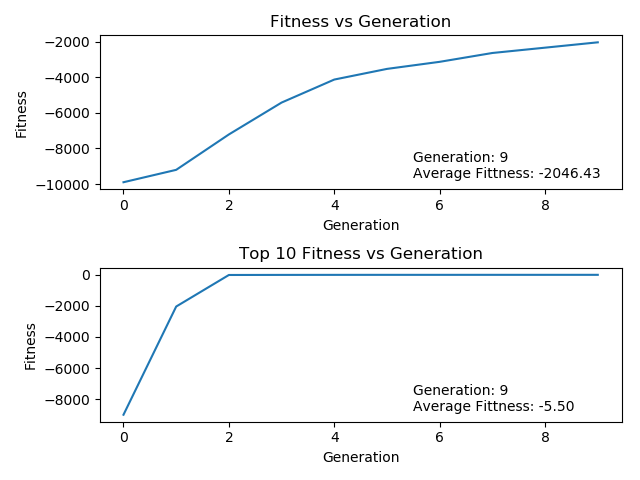 Fitness vs Generation
−2000
−4000
−6000
−8000
−10000
Fitness
Generation: 9
Average Fittness: -2046.43
0 2 4 6 8
Generation
Top 10 Fitness vs Generation
0
−2000
−4000
−6000
−8000
Fitness
Generation: 9
Average Fittness: -5.50
0 2 4 6 8
Generation